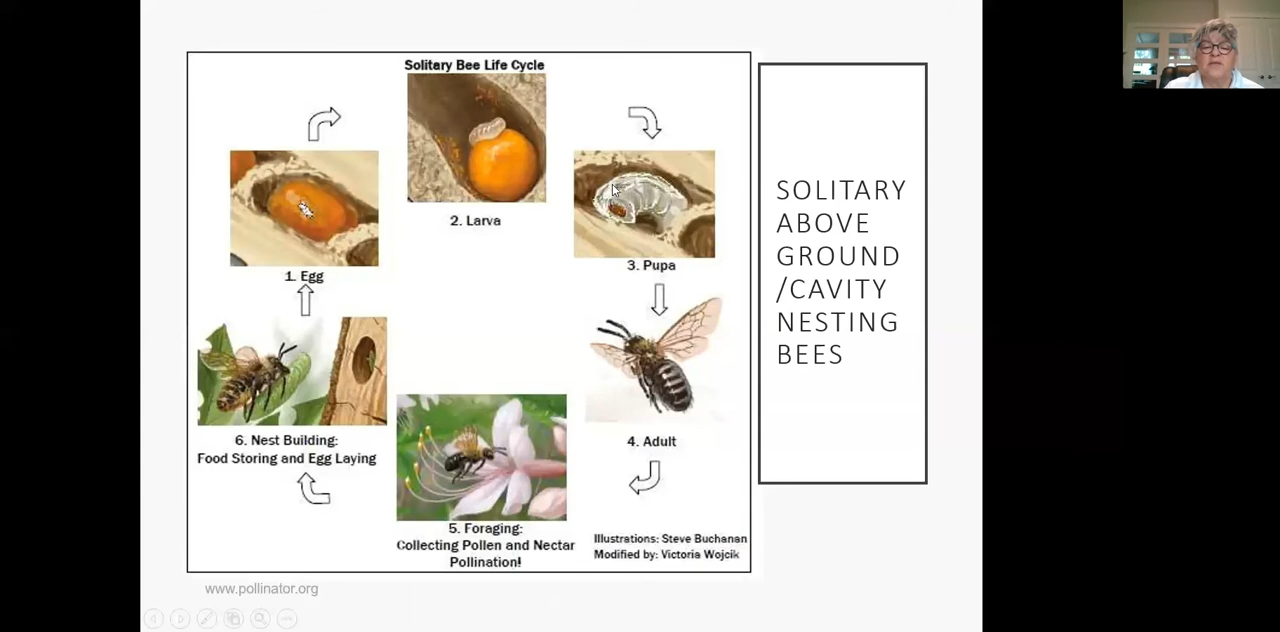 Solitary Bee Life Cycle
1. Egg
2. Larva
3. Pupa
4. Adult
5. Foraging:
Collecting Pollen and Nectar
Pollination!
6. Nest Building:
Food Storing and Egg Laying
Illustrations: Steve Buchanan
Modified by: Victoria Wojcik
SOLITARY
ABOVE
GROUND
/CAVITY
NESTING
BEES
www.pollinator.org